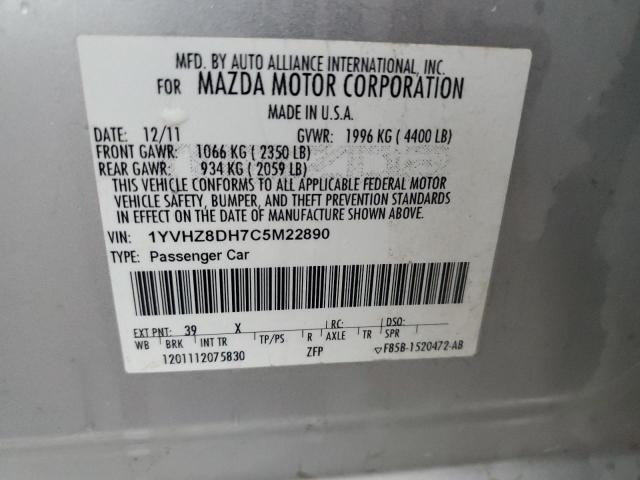 MFD. BY AUTO ALLIANCE INTERNATIONAL, INC.
FOR MAZDA MOTOR CORPORATION
MADE IN U.S.A.
DATE: 12/11 GVWR: 1996 KG ( 4400 LB)
FRONT GAWR: 1066 KG ( 2350 LB)
REAR GAWR: 934 KG ( 2059 LB)
THIS VEHICLE CONFORMS TO ALL APPLICABLE FEDERAL MOTOR
VEHICLE SAFETY, BUMPER, AND THEFT PREVENTION STANDARDS
IN EFFECT ON THE DATE OF MANUFACTURE SHOWN ABOVE.
VIN: 1YVHZ8DH7C5M22890
TYPE: Passenger Car
EXT PNT: 39 X RC: DSO:
WB BRK INT TR TP/PS R AXLE TR SPR
1201112075830 ZFP ▽F85B-1520472-AB